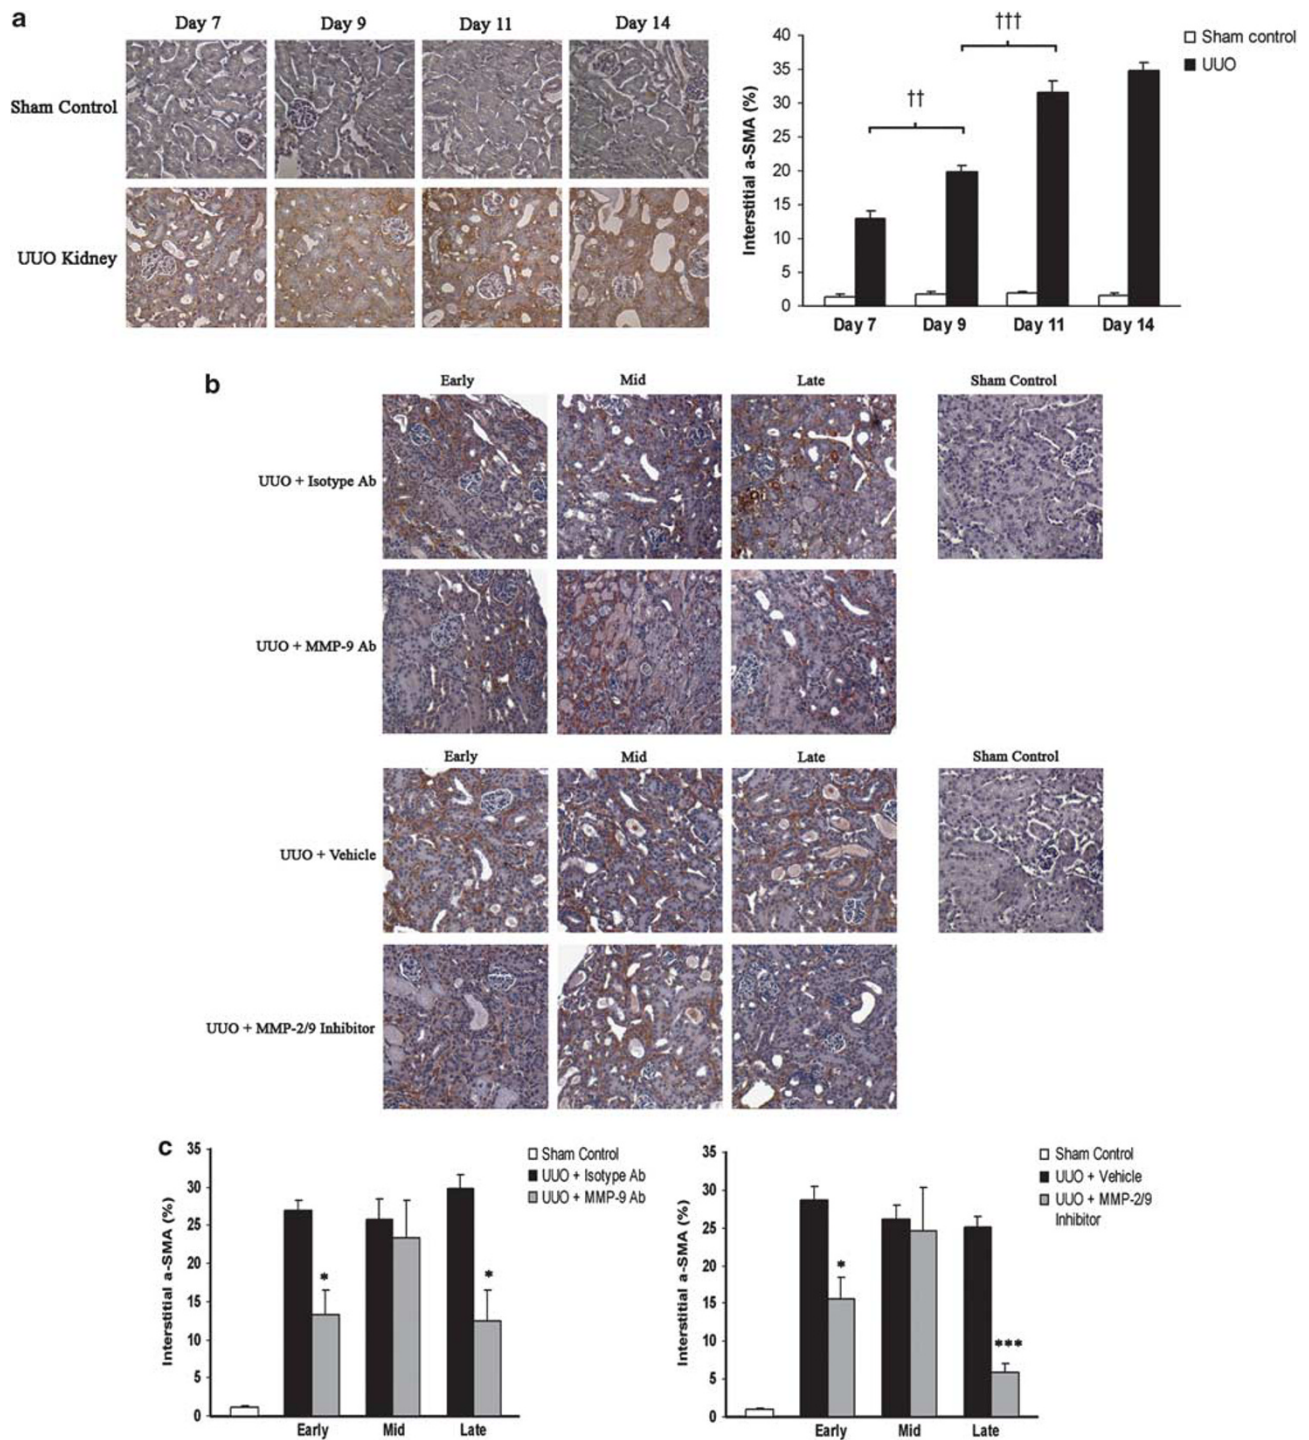 a
Day 7 Day 9 Day 11 Day 14
Sham Control
UUO Kidney
Interstitial a-SMA (%)
40
35
30
25
20
15
10
5
0
††
†††
Sham control
UUO
Day 7 Day 9 Day 11 Day 14
b
Early Mid Late Sham Control
UUO + Isotype Ab
UUO + MMP-9 Ab
Early Mid Late Sham Control
UUO + Vehicle
UUO + MMP-2/9 Inhibitor
c
Interstitial a-SMA (%)
35
30
25
20
15
10
5
0
*
*
Sham Control
UUO + Isotype Ab
UUO + MMP-9 Ab
Early Mid Late
Interstitial a-SMA (%)
35
30
25
20
15
10
5
0
*
***
Sham Control
UUO + Vehicle
UUO + MMP-2/9
Inhibitor
Early Mid Late